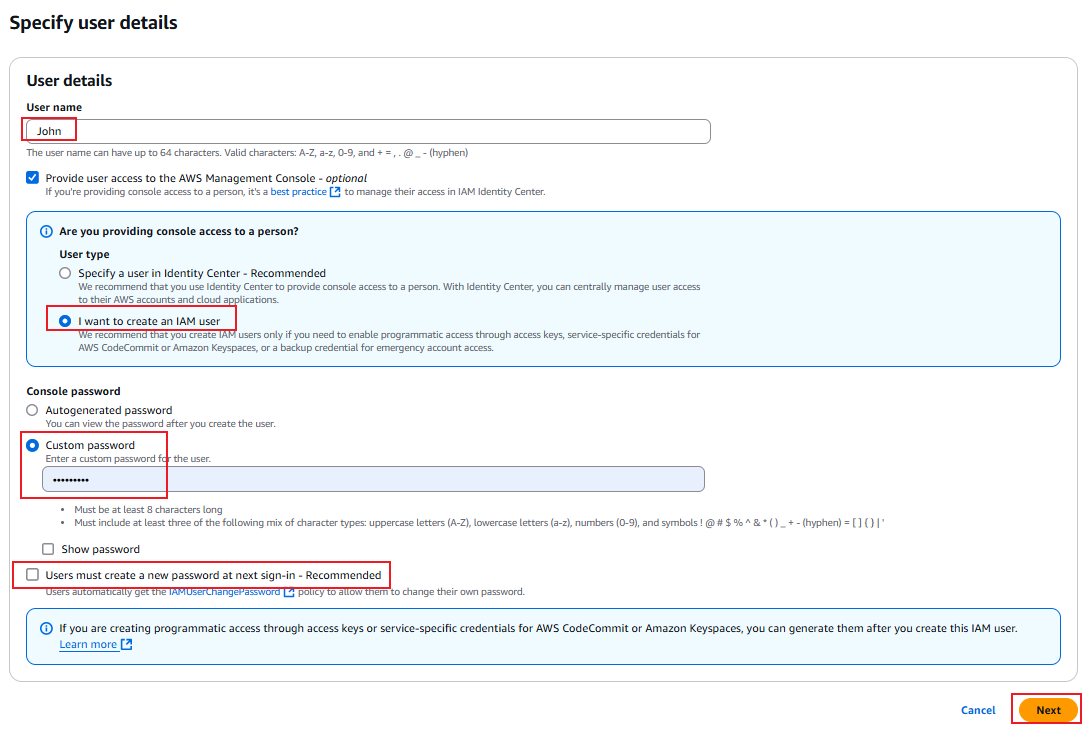 Specify user details
User details
User name
John
The user name can have up to 64 characters. Valid characters: A-Z, a-z, 0-9, and + = , . @ _ - (hyphen)
Provide user access to the AWS Management Console - optional
If you're providing console access to a person, it's a best practice to manage their access in IAM Identity Center.
Are you providing console access to a person?
User type
Specify a user in Identity Center - Recommended
We recommend that you use Identity Center to provide console access to a person. With Identity Center, you can centrally manage user access
to their AWS accounts and cloud applications.
I want to create an IAM user
We recommend that you create IAM users only if you need to enable programmatic access through access keys, service-specific credentials for
AWS CodeCommit or Amazon Keyspaces, or a backup credential for emergency account access.
Console password
Autogenerated password
You can view the password after you create the user.
Custom password
Enter a custom password for the user.
•••••••••
• Must be at least 8 characters long
• Must include at least three of the following mix of character types: uppercase letters (A-Z), lowercase letters (a-z), numbers (0-9), and symbols ! @ # $ % ^ & * ( ) _ + - (hyphen) = [ ] { } | '
Show password
Users must create a new password at next sign-in - Recommended
Users automatically get the IAMUserChangePassword policy to allow them to change their own password.
If you are creating programmatic access through access keys or service-specific credentials for AWS CodeCommit or Amazon Keyspaces, you can generate them after you create this IAM user.
Learn more
Cancel
Next